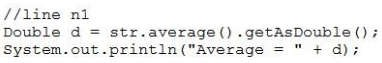 //line n1
Double d = str.average().getAsDouble();
System.out.println("Average = " + d);